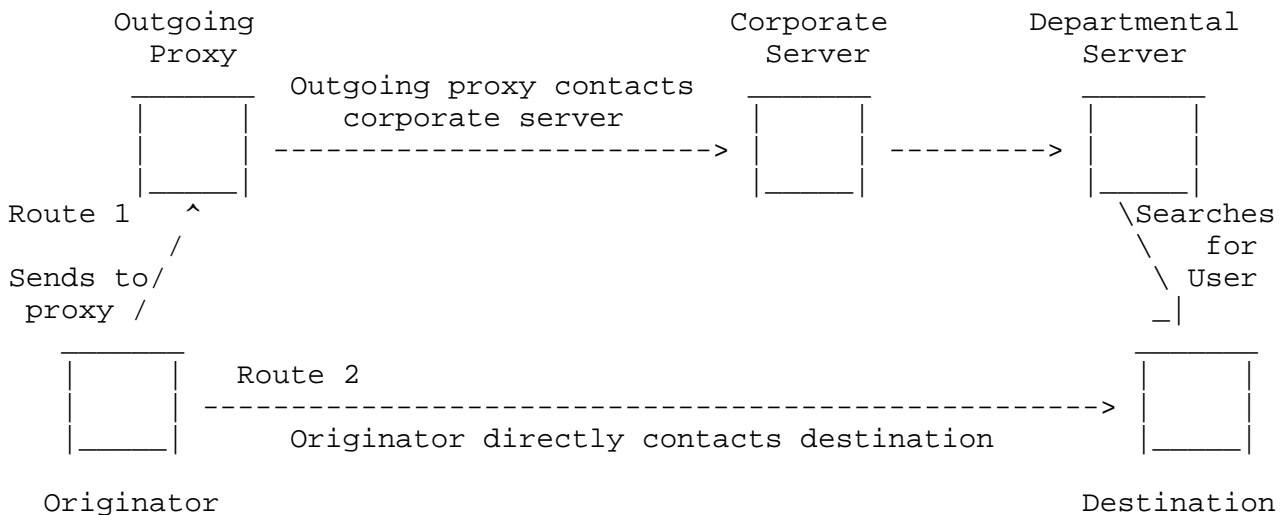 Outgoing Corporate Departmental
Proxy Server Server
Outgoing proxy contacts
corporate server
Route 1 Searches
for
Sends to User
proxy
Route 2
Originator directly contacts destination
Originator Destination